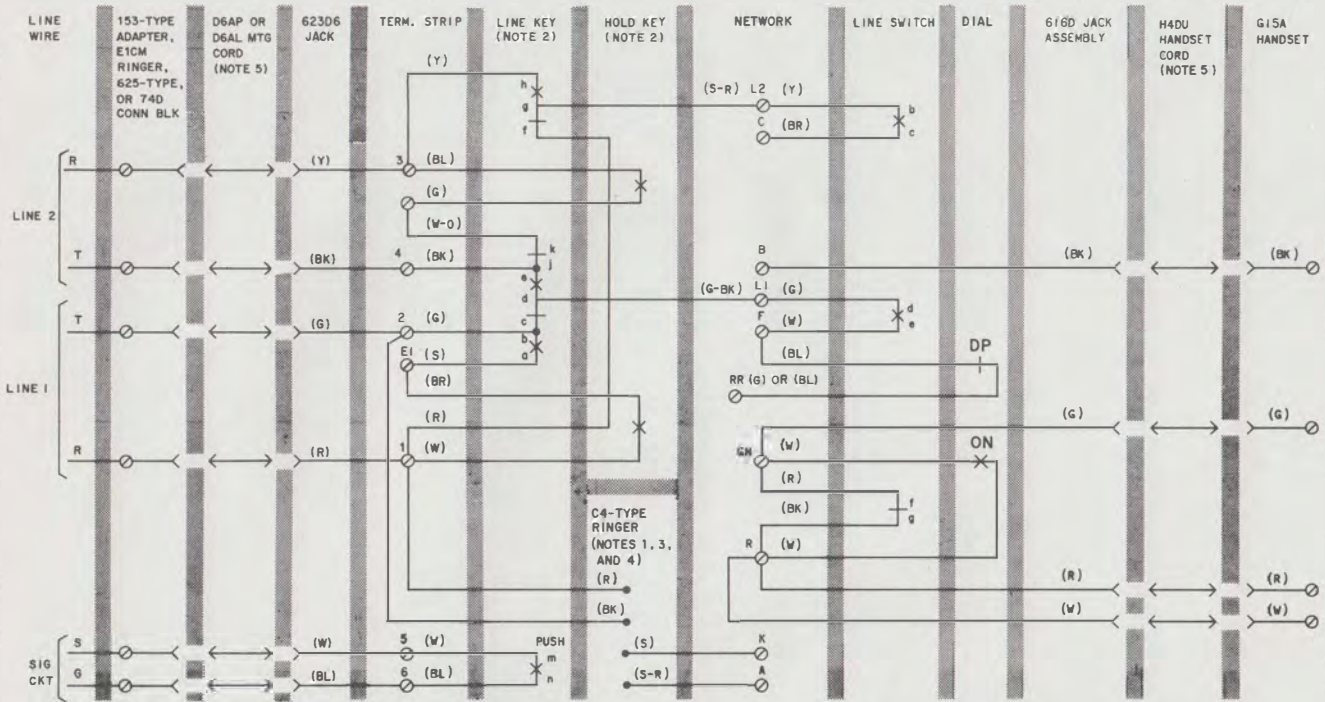 LINE WIRE
153-TYPE ADAPTER, E1CM RINGER, 625-TYPE, OR 74D CONN BLK
D6AP OR D6AL MTG CORD (NOTE 5)
623D6 JACK
TERM. STRIP
LINE KEY (NOTE 2)
HOLD KEY (NOTE 2)
NETWORK
LINE SWITCH
DIAL
616D JACK ASSEMBLY
H4DU HANDSET CORD (NOTE 5)
G15A HANDSET
(Y)
h
g
f
(S-R) L2 (Y)
b
C (BR)
c
R
(Y)
3
(BL)
(G)
LINE 2
(W-O)
k
j
T
(BK)
4
(BK)
e
B
(BK)
(BK)
d
(G-BK) L1 (G)
d
e
T
(G)
2
(G)
c
b
F
(W)
E1 (S)
a
(BL)
DP
(BR)
LINE 1
RR (G) OR (BL)
(R)
(G)
(G)
R
(R)
1
(W)
GN
(W)
ON
(R)
C4-TYPE RINGER (NOTES 1, 3, AND 4)
(BK)
f
g
R
(W)
(R)
(R)
(R)
(BK)
(W)
(W)
SIG CKT
S
(W)
5
(W)
PUSH
m
(S)
K
G
(BL)
6
(BL)
n
(S-R)
A